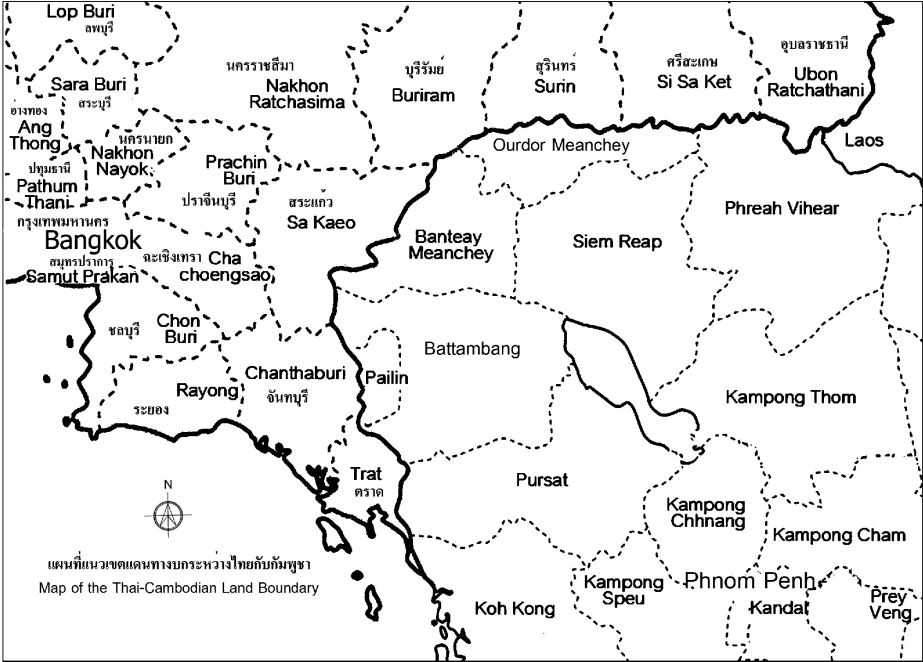 Lop Buri
ลพบุรี
Sara Buri
สระบุรี
อ่างทอง
Ang
Thong
นครนายก
Nakhon
Nayok
ปทุมธานี
Pathum
Thani
กรุงเทพมหานคร
Bangkok
สมุทรปราการ
Samut Prakan
นครราชสีมา
Nakhon
Ratchasima
Prachin
Buri
ปราจีนบุรี
สระแก้ว
Sa Kaeo
ฉะเชิงเทรา
Cha
choengsao
ชลบุรี
Chon
Buri
Rayong
ระยอง
Chanthaburi
จันทบุรี
Trat
ตราด
บุรีรัมย์
Buriram
สุรินทร์
Surin
ศรีสะเกษ
Si Sa Ket
อุบลราชธานี
Ubon
Ratchathani
Laos
Ourdor Meanchey
Banteay
Meanchey
Siem Reap
Phreah Vihear
Battambang
Pailin
Kampong Thom
Pursat
Kampong
Chhnang
Kampong Cham
Koh Kong
Kampong
Speu
Phnom Penh
Kandal
Prey
Veng
N
แผนที่แนวเขตแดนทางบกระหว่างไทยกับกัมพูชา
Map of the Thai-Cambodian Land Boundary